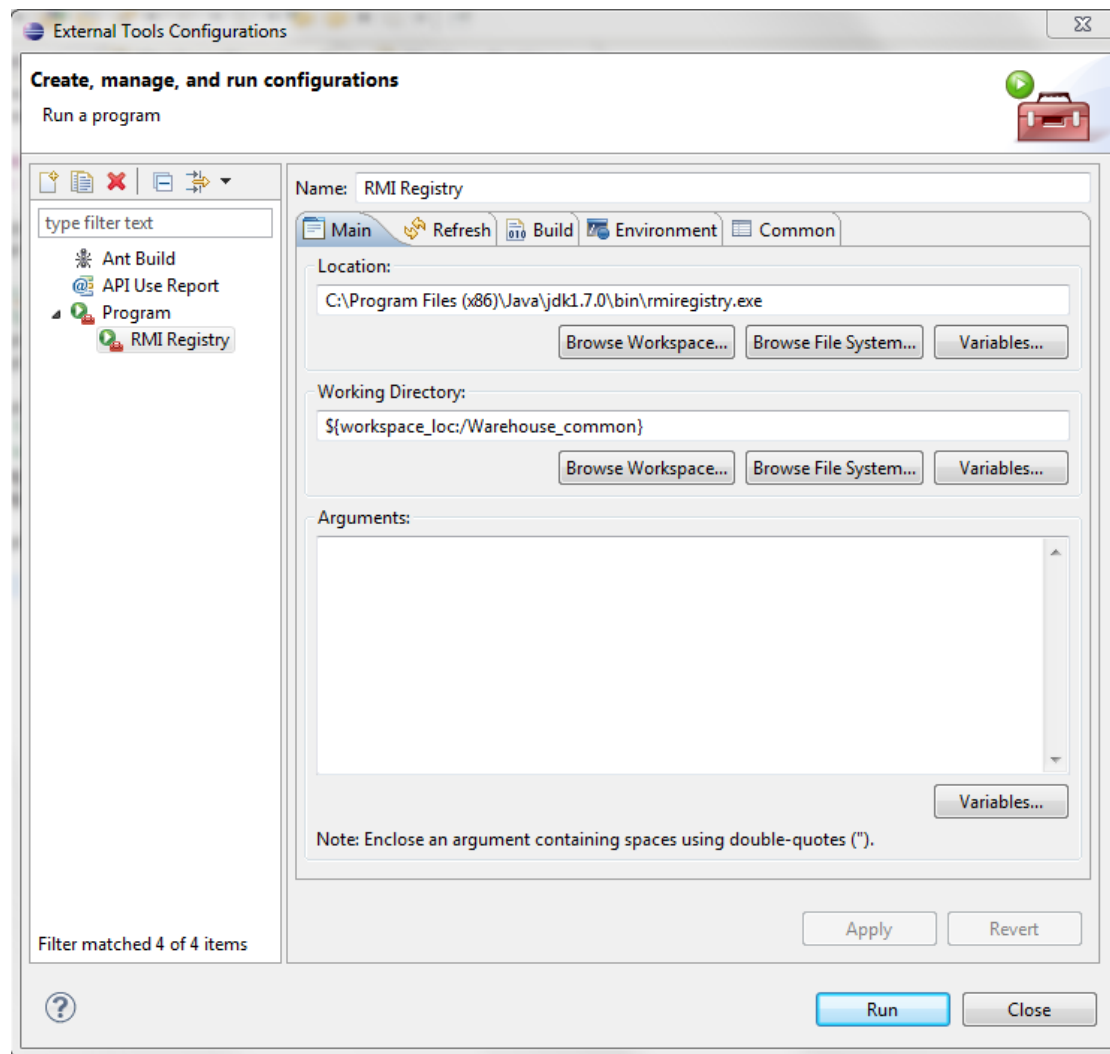 External Tools Configurations
Create, manage, and run configurations
Run a program
type filter text
Ant Build
API Use Report
Program
RMI Registry
Filter matched 4 of 4 items
Name: RMI Registry
Main Refresh Build Environment Common
Location:
C:\Program Files (x86)\Java\jdk1.7.0\bin\rmiregistry.exe
Browse Workspace... Browse File System... Variables...
Working Directory:
${workspace_loc:/Warehouse_common}
Browse Workspace... Browse File System... Variables...
Arguments:
Variables...
Note: Enclose an argument containing spaces using double-quotes (").
Apply Revert
? Run Close